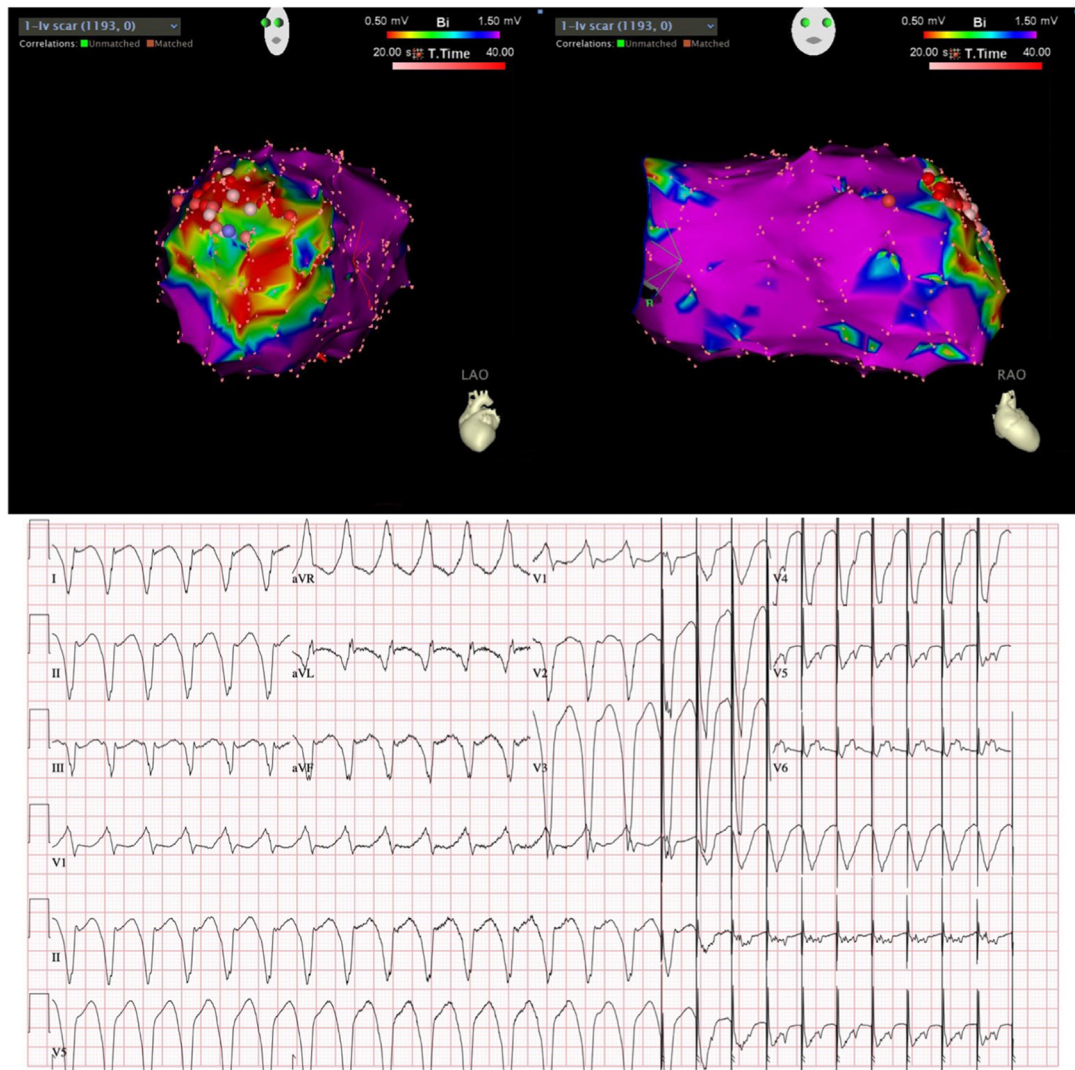 1-lv scar (1193, 0)
0.50 mV Bi 1.50 mV
Correlations: Unmatched Matched
20.00 s T.Time 40.00
LAO
1-lv scar (1193, 0)
0.50 mV Bi 1.50 mV
Correlations: Unmatched Matched
20.00 s T.Time 40.00
R
RAO
I aVR V1 V4
II aVL V2 V5
III aVF V3 V6
V1
II
V5